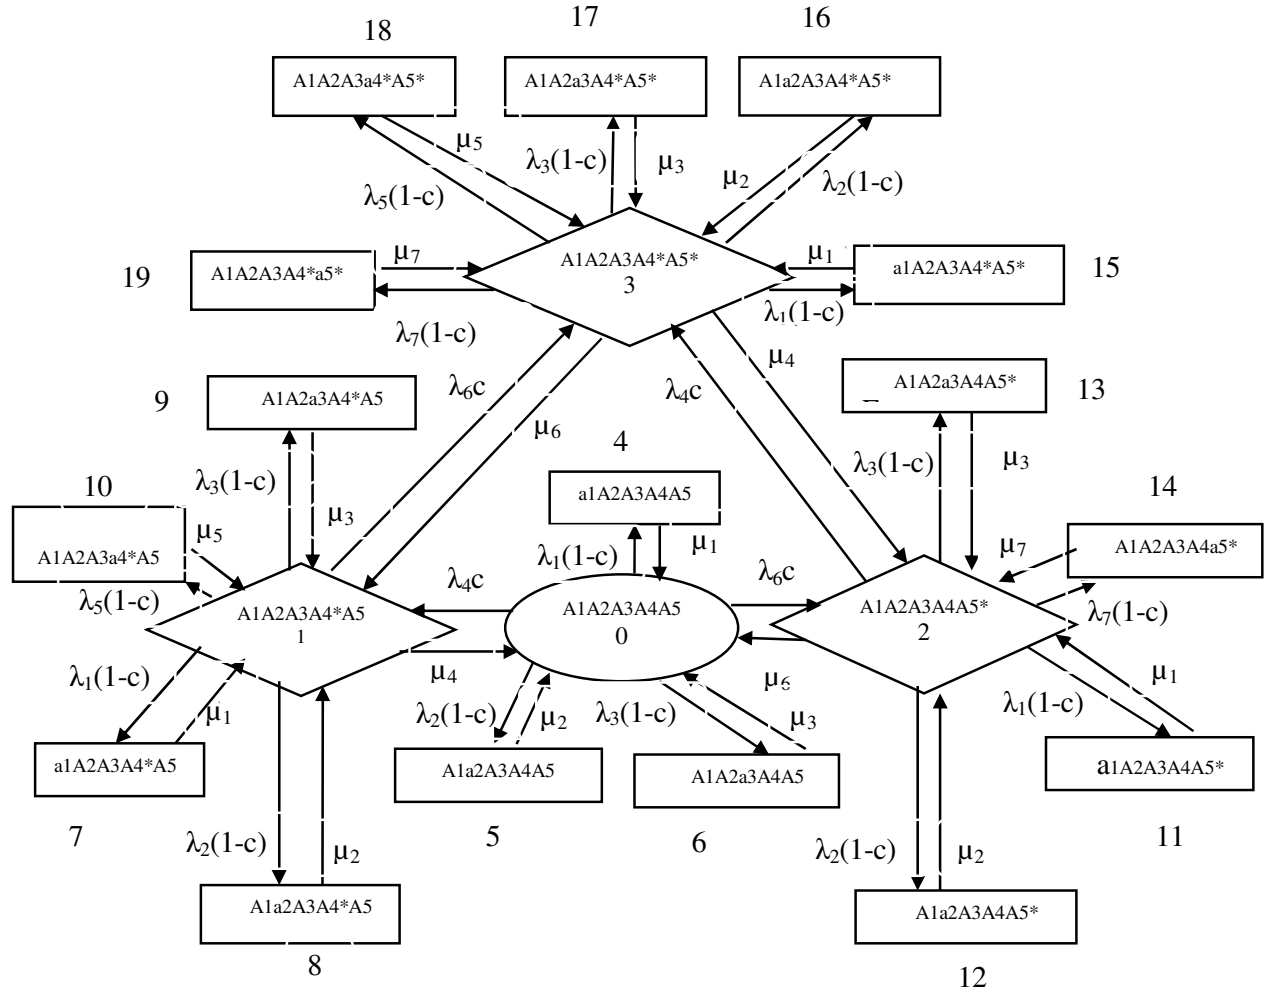 17
16
18
A1A2A3a4*A5*
A1A2a3A4*A5*
A1a2A3A4*A5*
µ5
λ3(1-c)
µ3
µ2
λ2(1-c)
λ5(1-c)
19
A1A2A3A4*a5*
µ7
A1A2A3A4*A5*
3
µ1
a1A2A3A4*A5*
15
λ7(1-c)
λ1(1-c)
µ4
9
A1A2a3A4*A5
λ6c
λ4c
A1A2a3A4A5*
13
µ6
4
10
λ3(1-c)
µ3
a1A2A3A4A5
λ3(1-c)
µ3
14
A1A2A3a4*A5
µ5
λ1(1-c)
µ1
µ7
A1A2A3A4a5*
λ5(1-c)
λ4c
λ6c
λ7(1-c)
A1A2A3A4*A5
1
A1A2A3A4A5
0
A1A2A3A4A5*
2
λ1(1-c)
µ1
µ4
λ2(1-c)
µ2
λ3(1-c)
µ6
µ3
λ1(1-c)
µ1
a1A2A3A4*A5
A1a2A3A4A5
A1A2a3A4A5
a1A2A3A4A5*
7
λ2(1-c)
µ2
5
6
λ2(1-c)
µ2
11
A1a2A3A4*A5
A1a2A3A4A5*
8
12